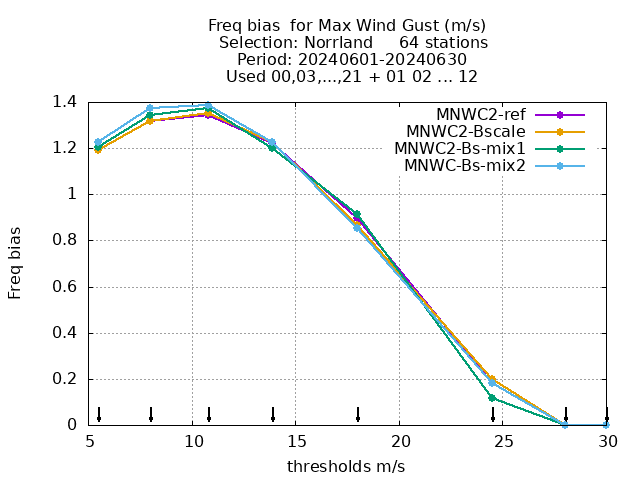 Freq bias  for Max Wind Gust (m/s)
Selection: Norrland     64 stations
Period: 20240601-20240630
Used 00,03,...,21 + 01 02 ... 12
MNWC2-ref
MNWC2-Bscale
MNWC2-Bs-mix1
MNWC-Bs-mix2
1.4
1.2
1
0.8
0.6
0.4
0.2
0
Freq bias
5 10 15 20 25 30
thresholds m/s